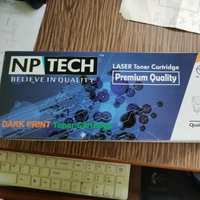 NP TECH
BELIEVE IN QUALITY
LASER Toner Cartridge
Premium Quality
DARK PRINT Toner Cartridge